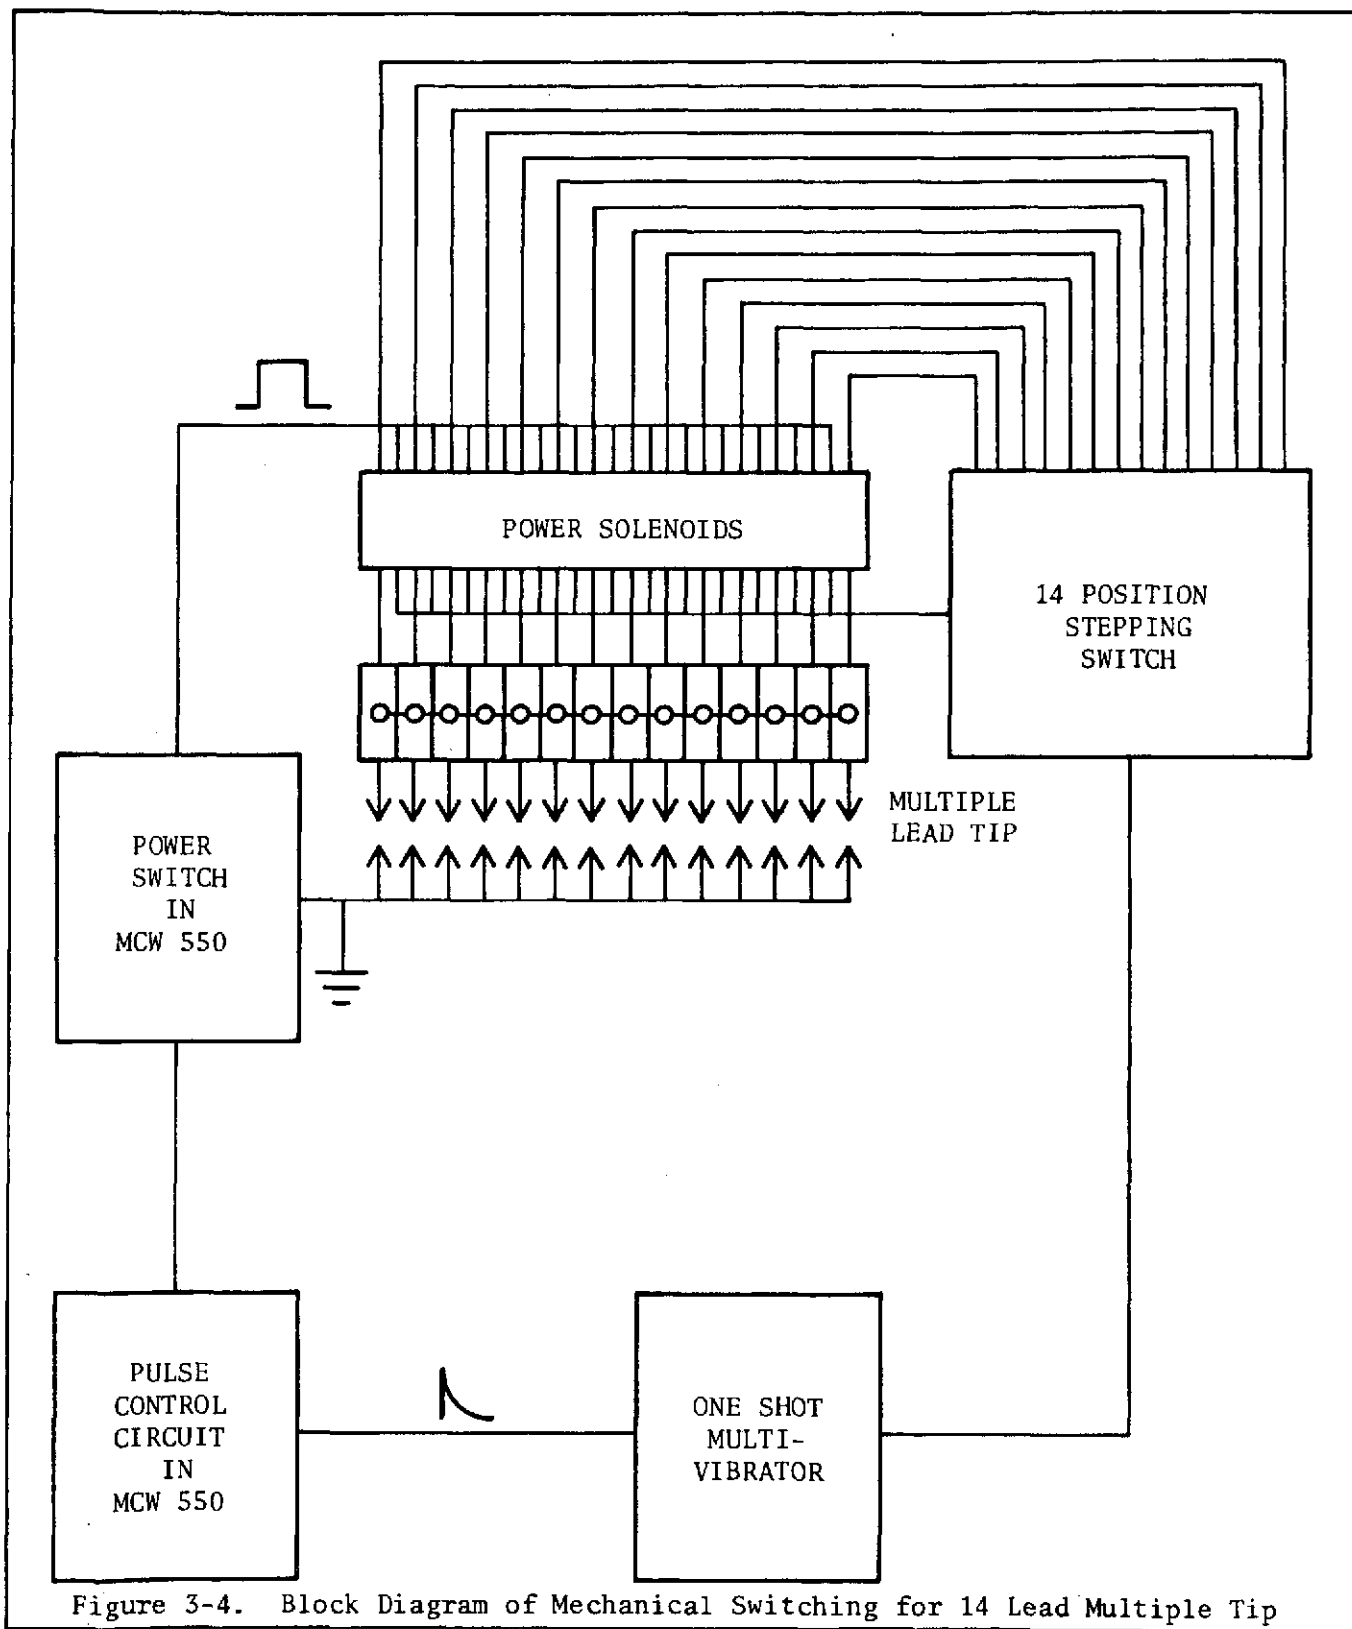 POWER SOLENOIDS
14 POSITION
STEPPING
SWITCH
MULTIPLE
LEAD TIP
POWER
SWITCH
IN
MCW 550
PULSE
CONTROL
CIRCUIT
IN
MCW 550
ONE SHOT
MULTI-
VIBRATOR
Figure 3-4. Block Diagram of Mechanical Switching for 14 Lead Multiple Tip